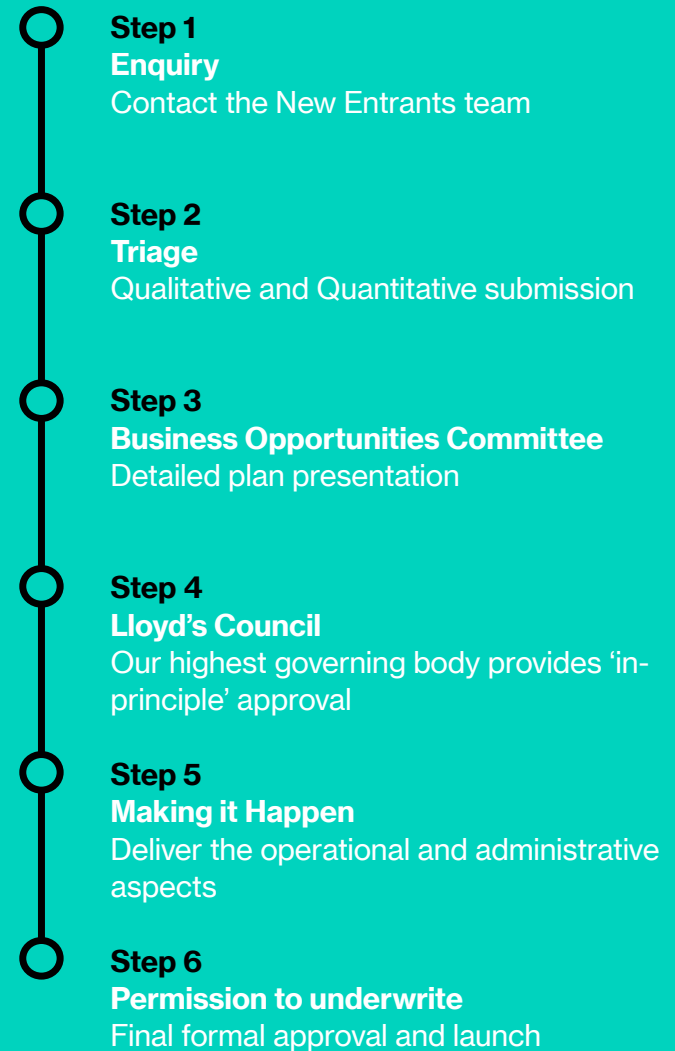 Step 1
Enquiry
Contact the New Entrants team
Step 2
Triage
Qualitative and Quantitative submission
Step 3
Business Opportunities Committee
Detailed plan presentation
Step 4
Lloyd’s Council
Our highest governing body provides ‘in-
principle’ approval
Step 5
Making it Happen
Deliver the operational and administrative
aspects
Step 6
Permission to underwrite
Final formal approval and launch